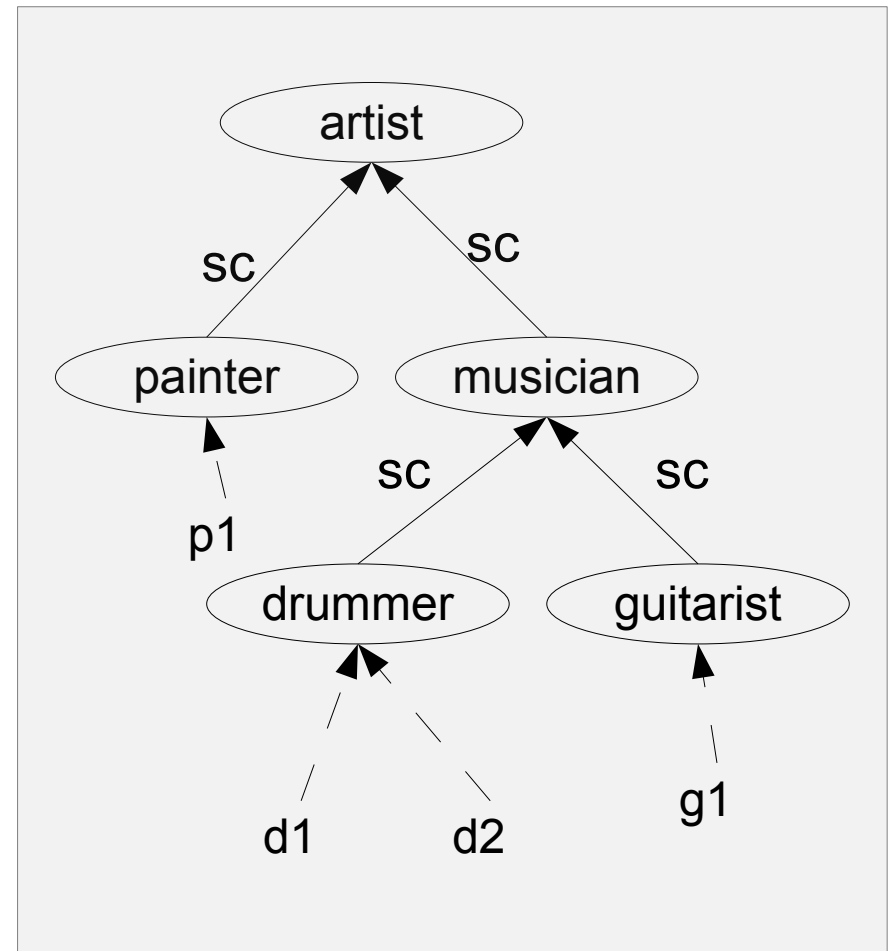 artist
sc sc
painter musician
sc sc
p1
drummer guitarist
d1 d2 g1